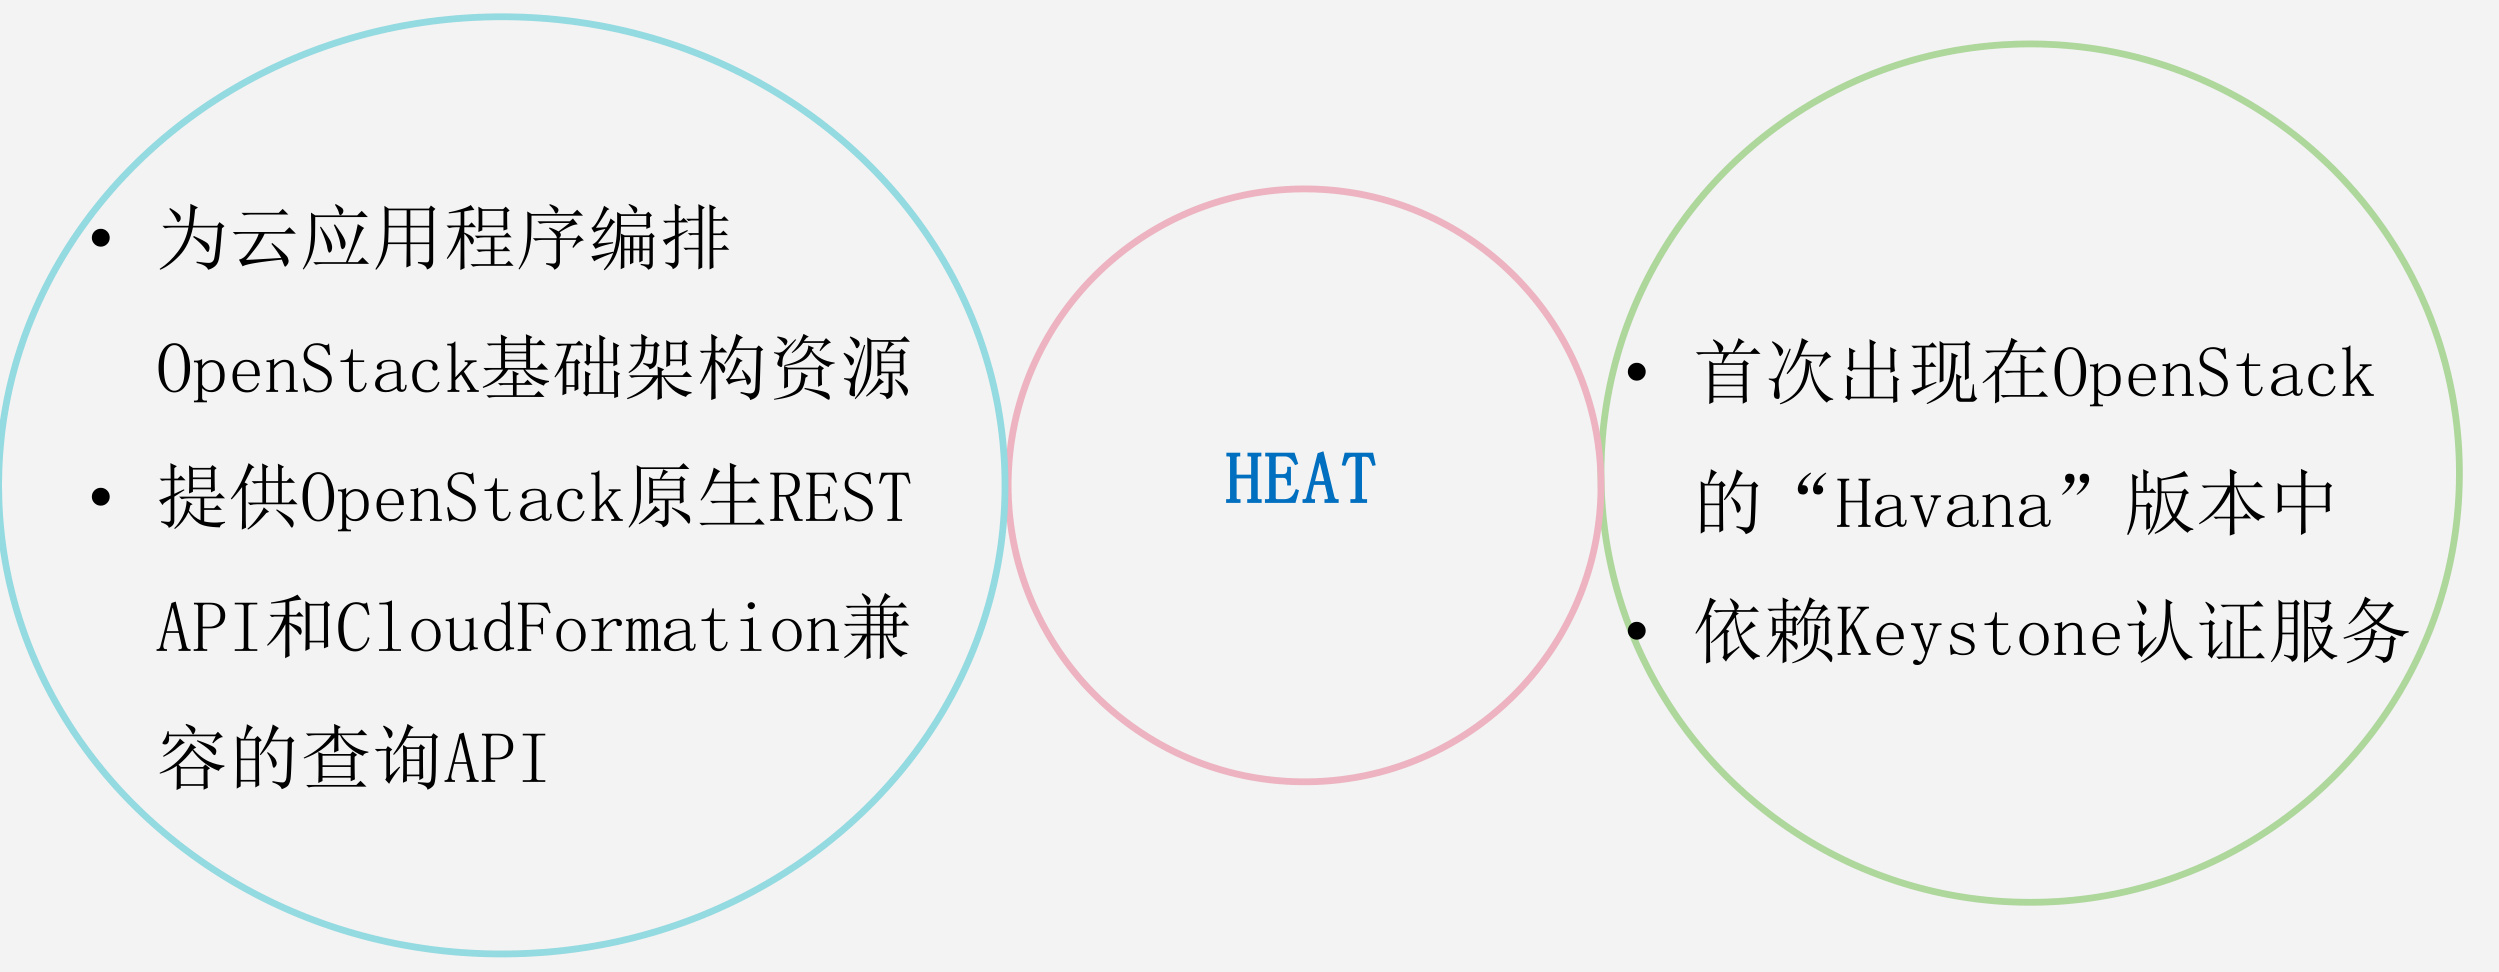 • 为云应用程序编排
OpenStack基础架构资源
• 提供OpenStack原生REST
API和CloudFormation兼
容的查询API
HEAT
• 首次出现在Openstack
的 “Havana” 版本中
• 依赖Keystone认证服务